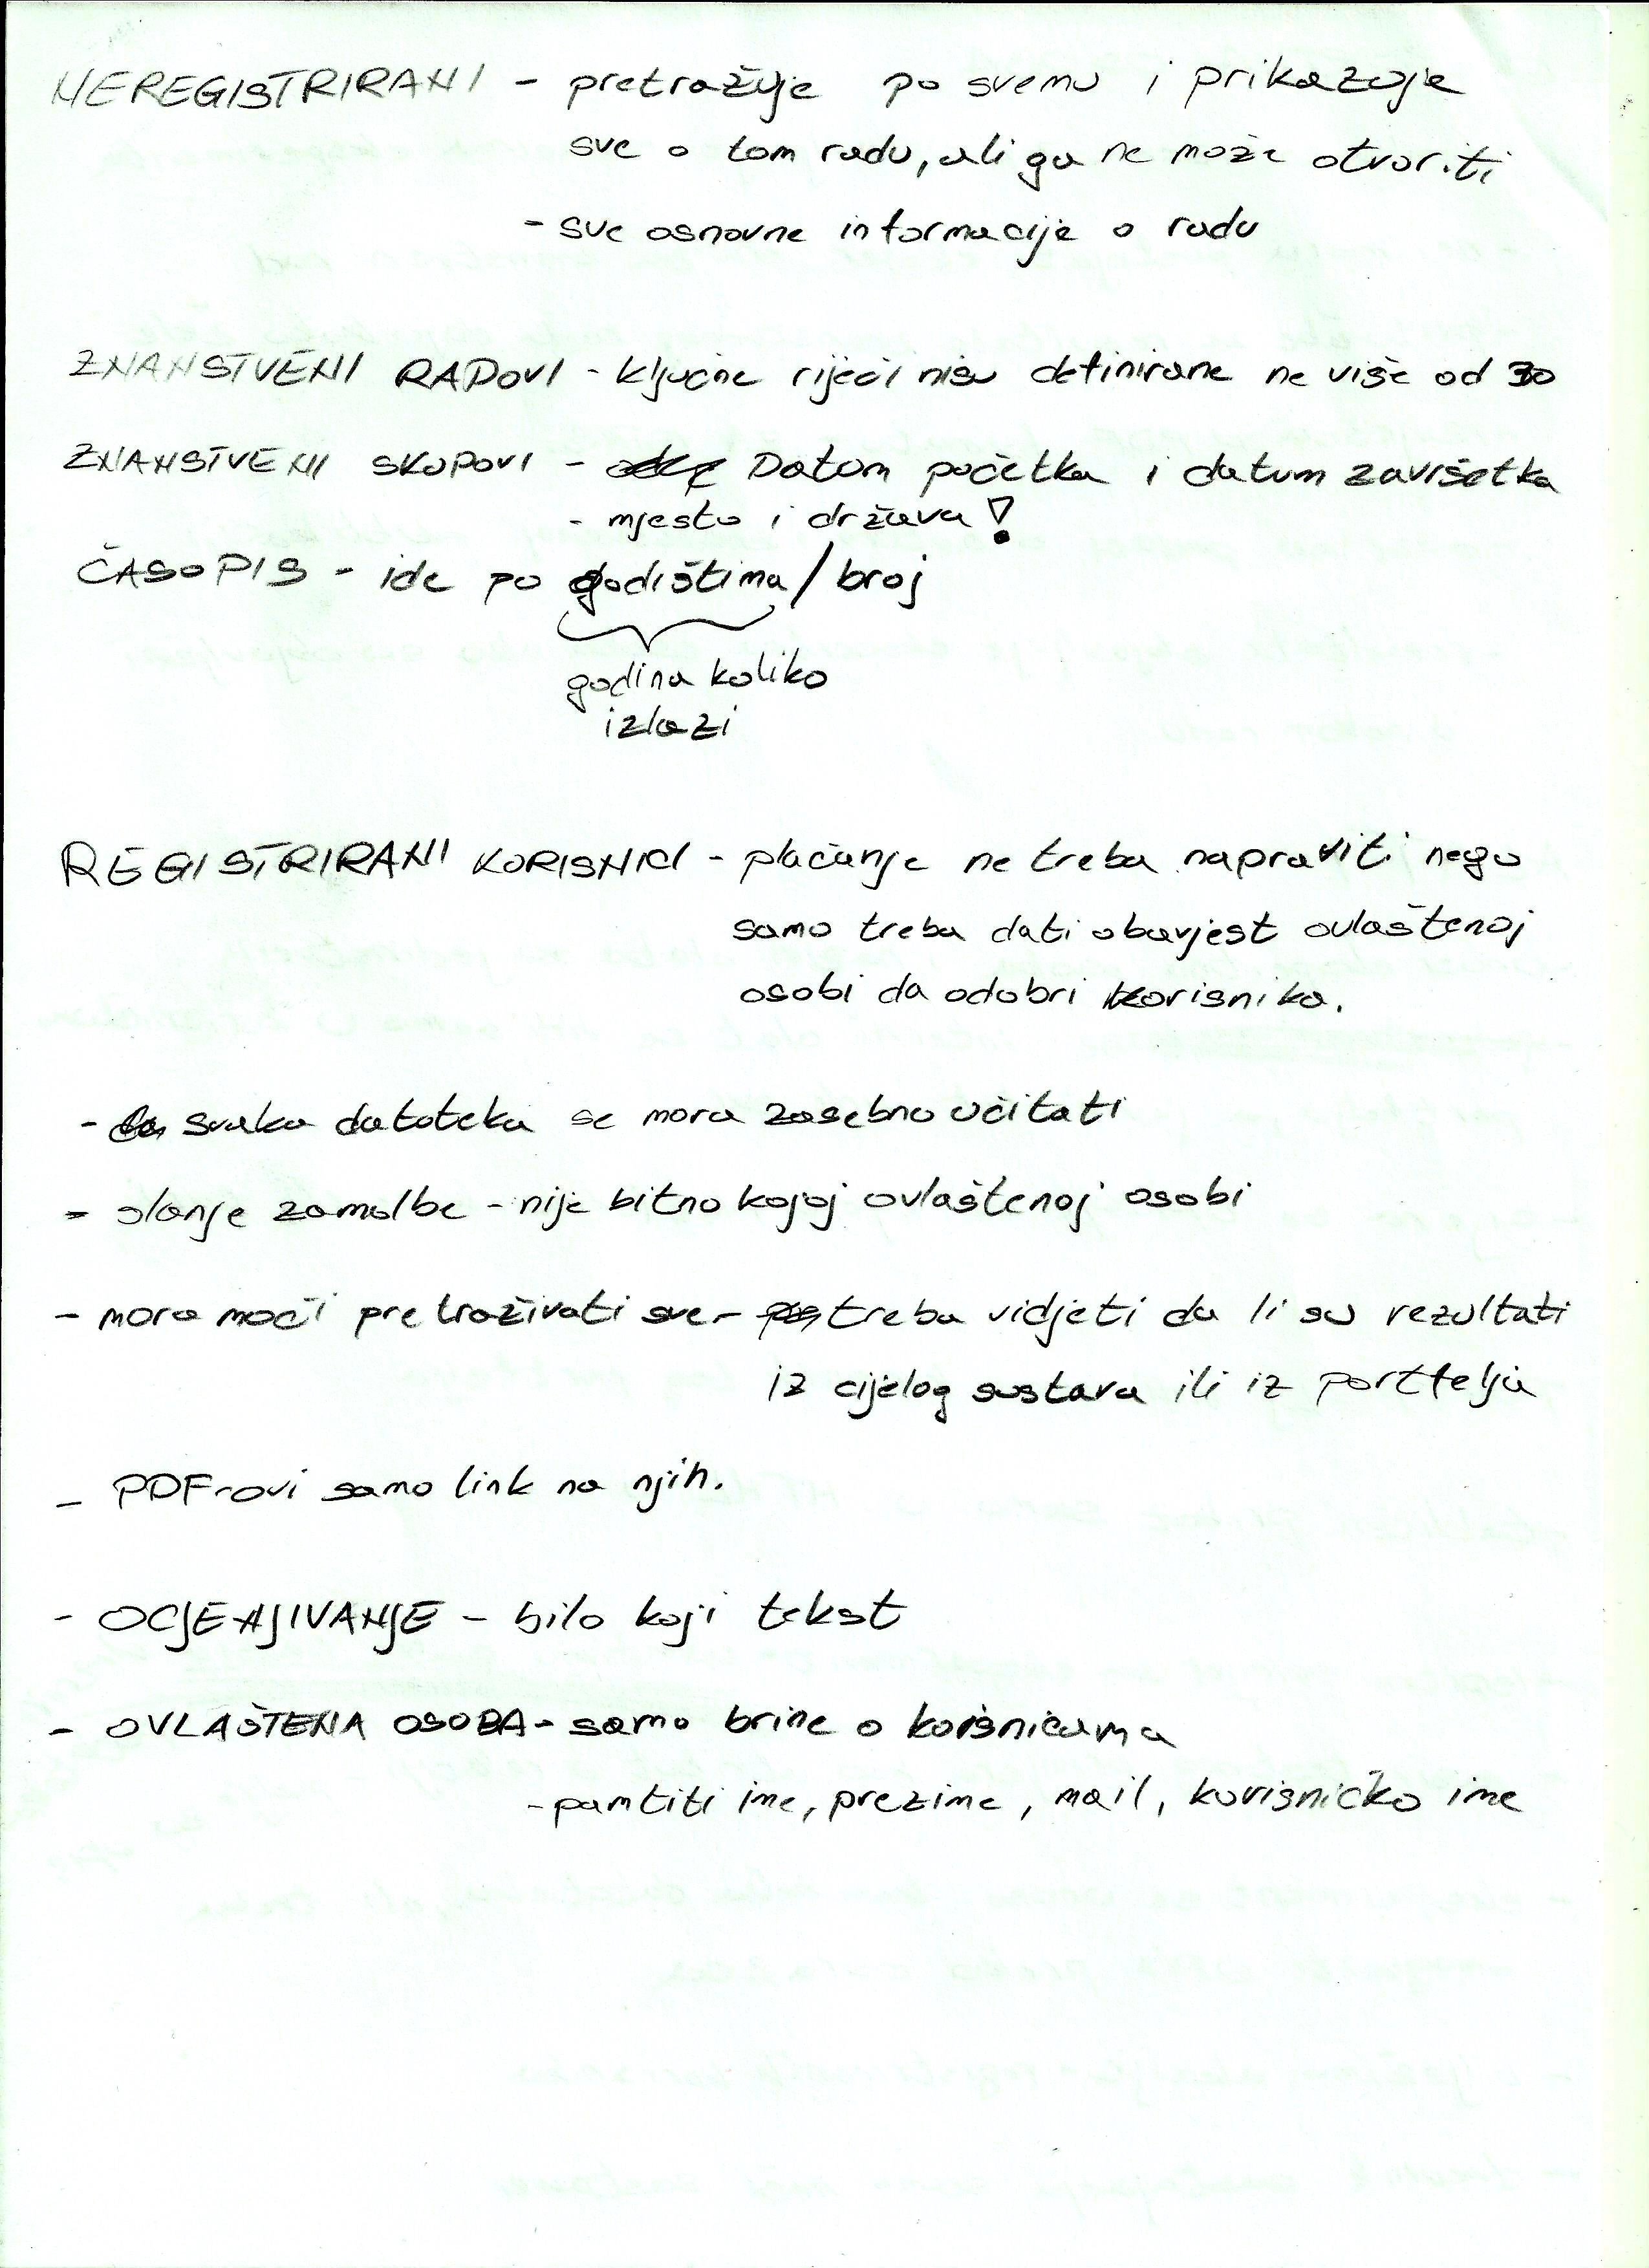 NEREGISTRIRANI - pretražuje po svemu i prikazuje
sve o tom radu, ali ga ne može otvoriti
- sve osnovne informacije o radu
ZNANSTVENI RADOVI - ključne riječi nisu definirane ne više od
ZNANSTVENI SKUPOVI - Datum početka i datum završetka
- mjesto i država!
ČASOPIS - ide po godištima / broj
godina koliko
izlazi
REGISTRIRANI KORISNICI - plaćanje ne treba napraviti nego
samo treba dati obavjest ovlaštenoj
osobi da odobri korisnika.
- svaka datoteka se mora zasebno učitati
- slanje zamolbe - nije bitno kojoj ovlaštenoj osobi
- mora moći pretraživati sve - treba vidjeti da li su rezultati
iz cijelog sustava ili iz portfelja
- PDF-ovi samo link na njih.
- OCJENJIVANJE - bilo koji tekst
- OVLAŠTENA OSOBA - samo brine o korisnicima
- pamtiti ime, prezime, mail, korisničko ime